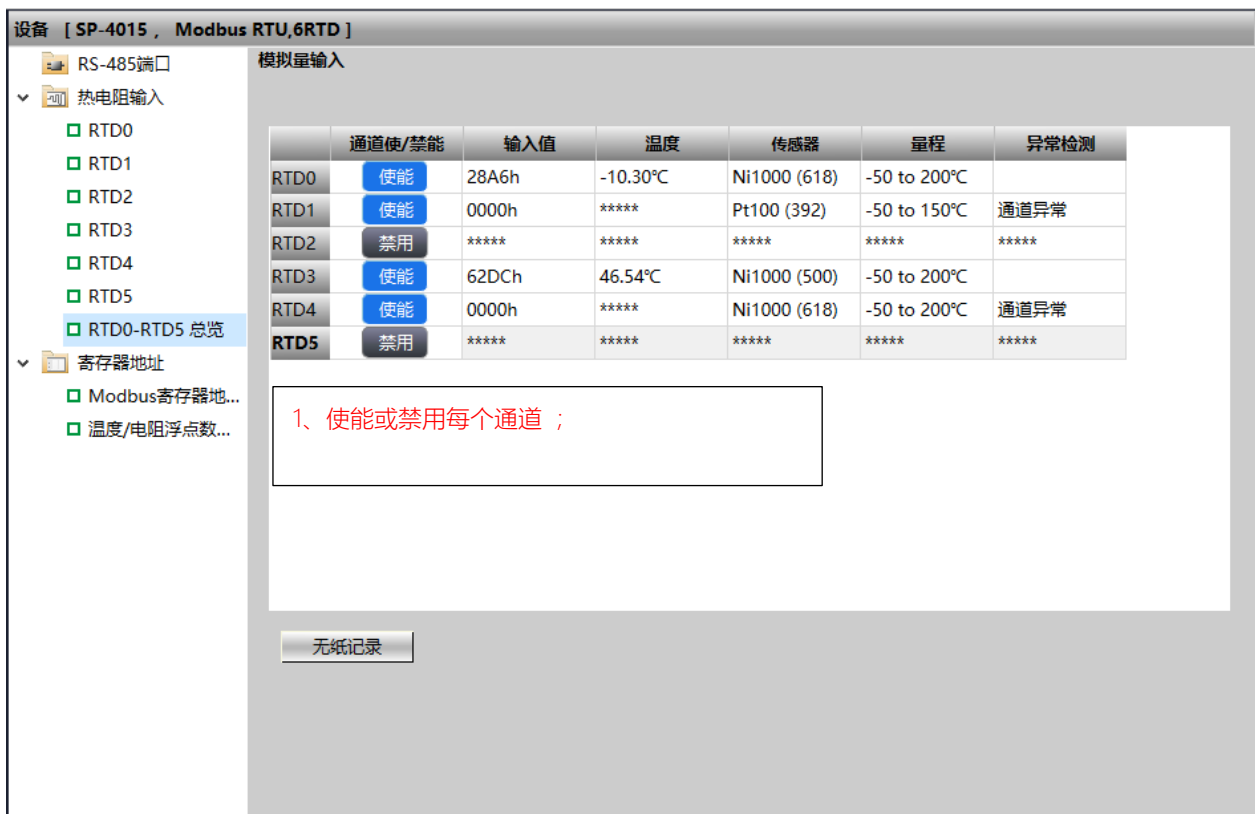 设备 [ SP-4015 , Modbus RTU,6RTD ]
RS-485端口
热电阻输入
RTD0
RTD1
RTD2
RTD3
RTD4
RTD5
RTD0-RTD5 总览
寄存器地址
Modbus寄存器地...
温度/电阻浮点数...
模拟量输入
通道使/禁能 输入值 温度 传感器 量程 异常检测
RTD0 使能 28A6h -10.30℃ Ni1000 (618) -50 to 200℃
RTD1 使能 0000h ***** Pt100 (392) -50 to 150℃ 通道异常
RTD2 禁用 ***** ***** ***** ***** *****
RTD3 使能 62DCh 46.54℃ Ni1000 (500) -50 to 200℃
RTD4 使能 0000h ***** Ni1000 (618) -50 to 200℃ 通道异常
RTD5 禁用 ***** ***** ***** ***** *****
1、使能或禁用每个通道 ；
无纸记录